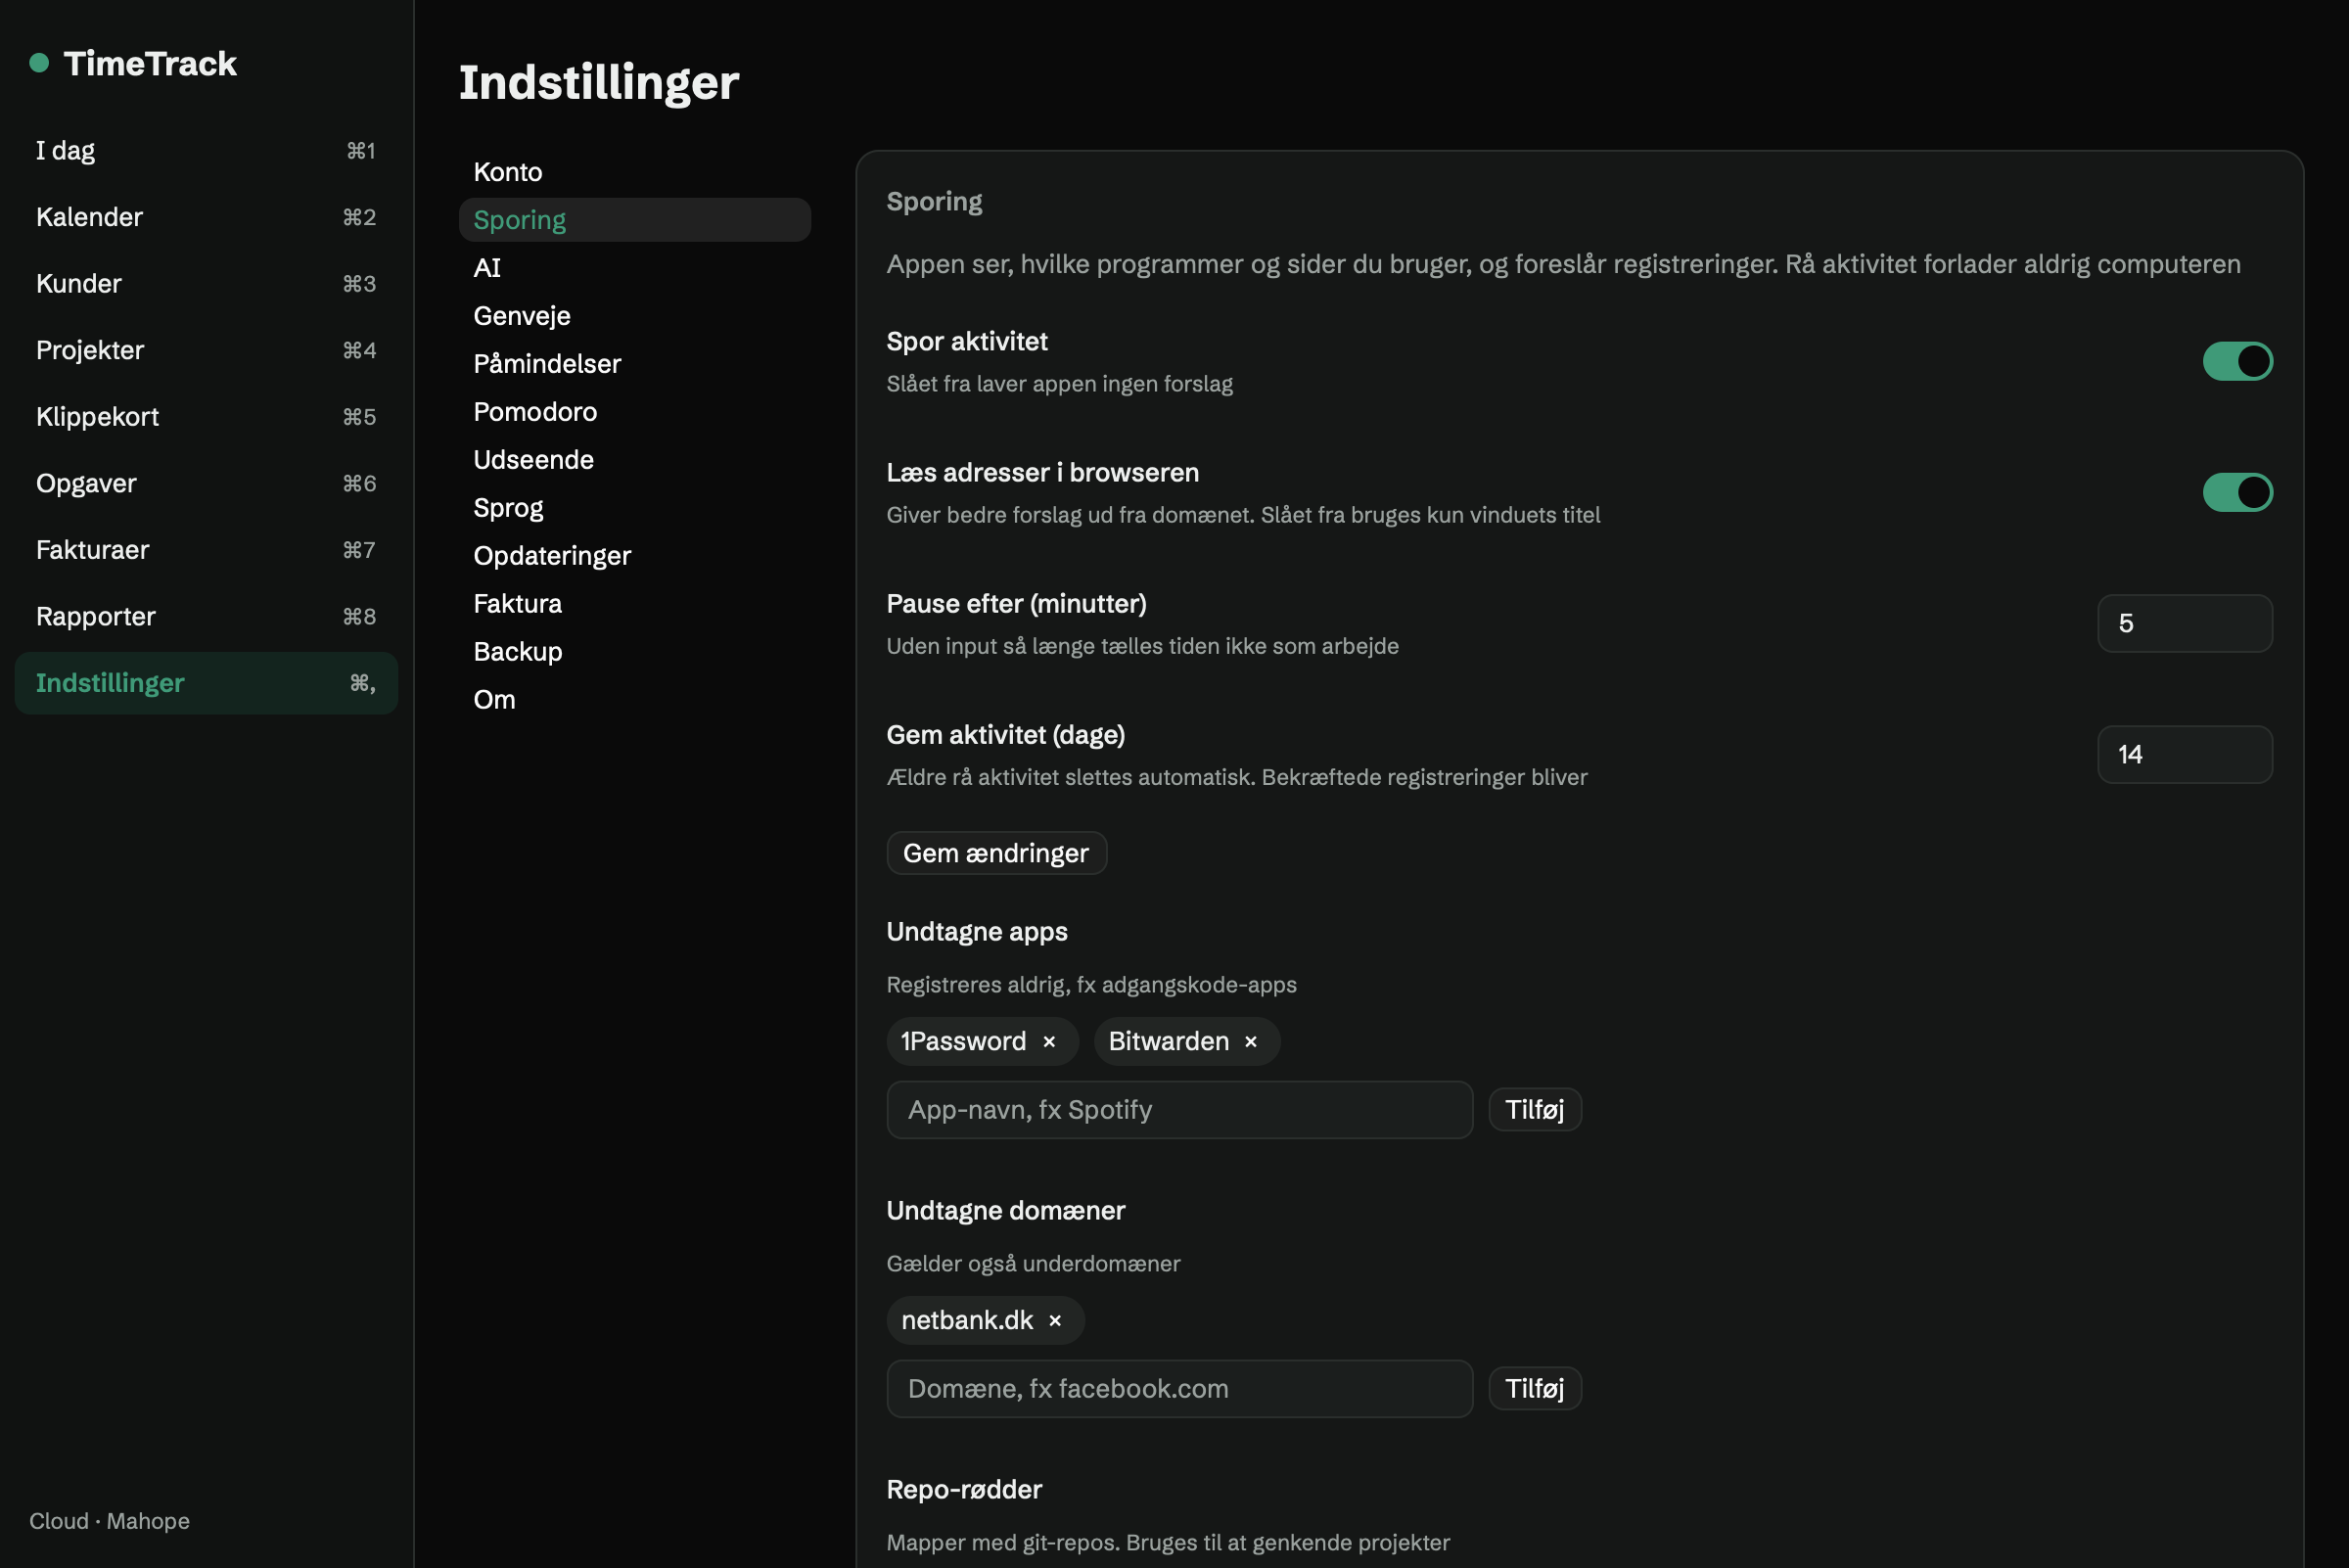 TimeTrack
I dag ⌘1
Kalender ⌘2
Kunder ⌘3
Projekter ⌘4
Klippekort ⌘5
Opgaver ⌘6
Fakturaer ⌘7
Rapporter ⌘8
Indstillinger ⌘,
Cloud · Mahope
Indstillinger
Konto
Sporing
AI
Genveje
Påmindelser
Pomodoro
Udseende
Sprog
Opdateringer
Faktura
Backup
Om
Sporing
Appen ser, hvilke programmer og sider du bruger, og foreslår registreringer. Rå aktivitet forlader aldrig computeren
Spor aktivitet
Slået fra laver appen ingen forslag
Læs adresser i browseren
Giver bedre forslag ud fra domænet. Slået fra bruges kun vinduets titel
Pause efter (minutter)
5
Uden input så længe tælles tiden ikke som arbejde
Gem aktivitet (dage)
14
Ældre rå aktivitet slettes automatisk. Bekræftede registreringer bliver
Gem ændringer
Undtagne apps
Registreres aldrig, fx adgangskode-apps
1Password × Bitwarden ×
App-navn, fx Spotify Tilføj
Undtagne domæner
Gælder også underdomæner
netbank.dk ×
Domæne, fx facebook.com Tilføj
Repo-rødder
Mapper med git-repos. Bruges til at genkende projekter